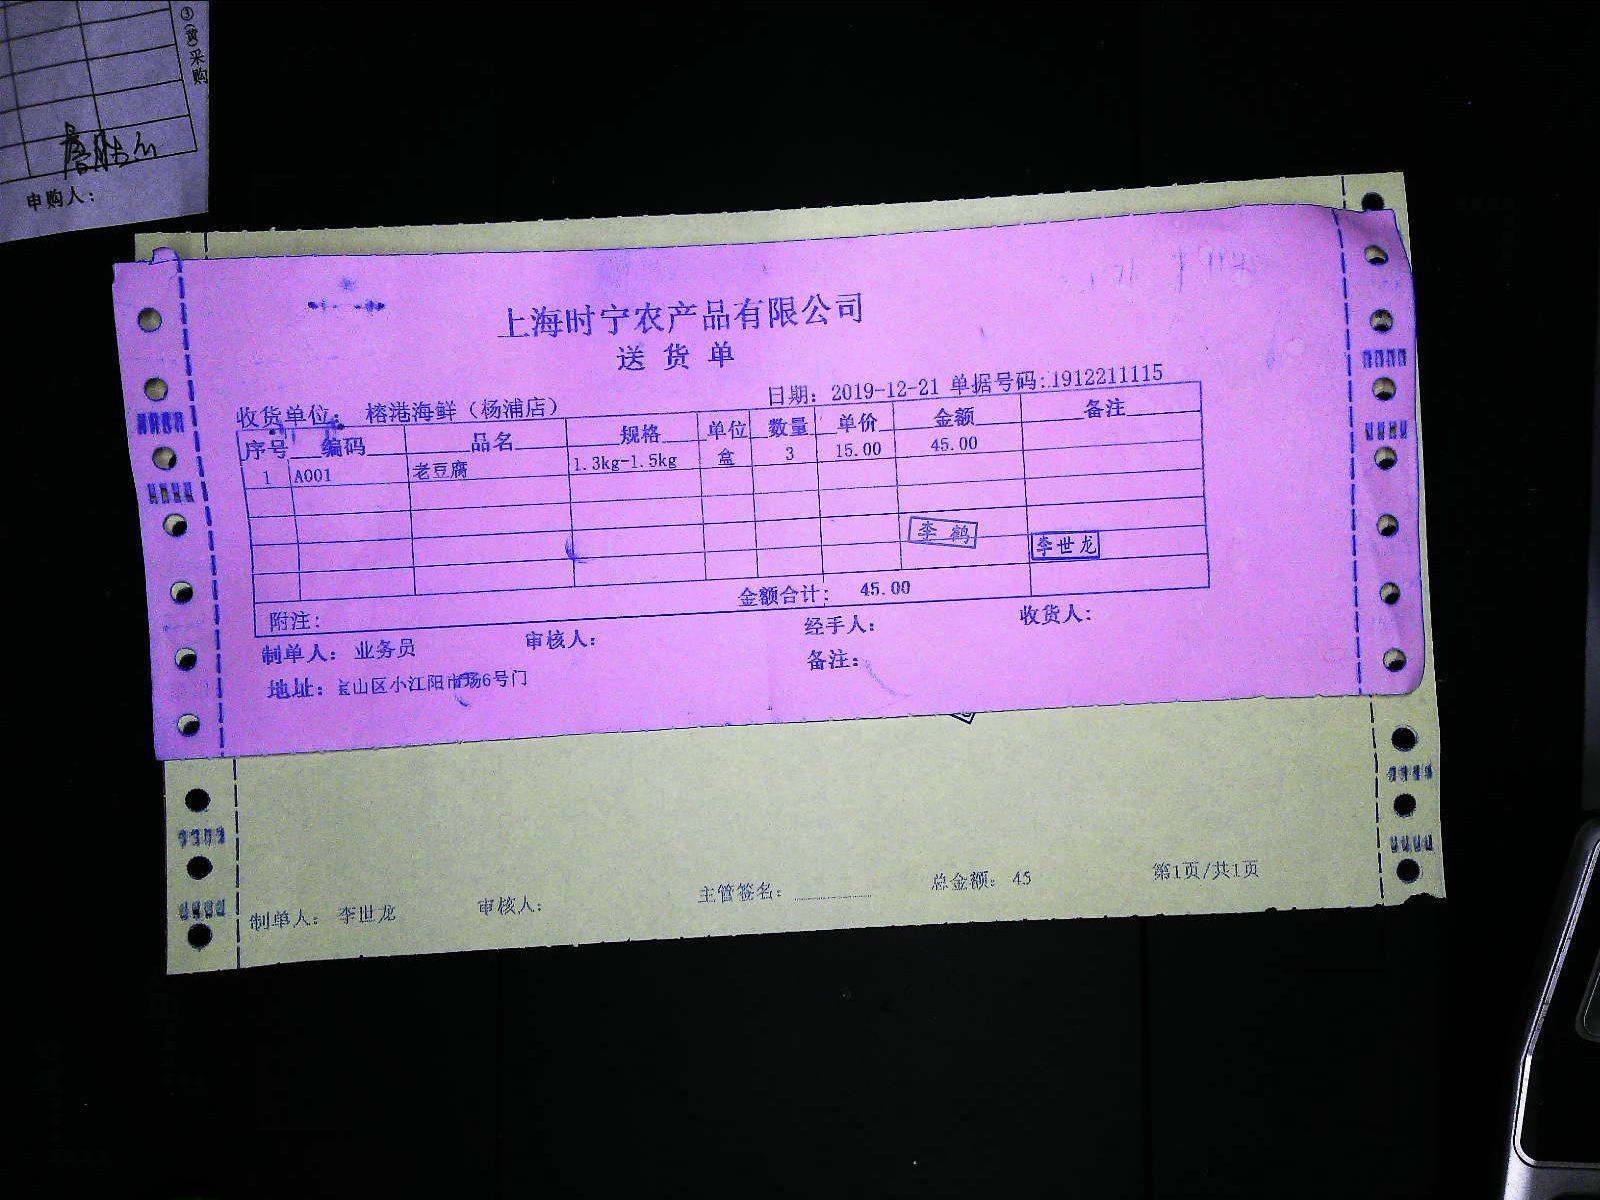 ③(黄)采购
申购人：
上海时宁农产品有限公司
送货单
日期：2019-12-21 单据号码：1912211115
收货单位： 榕港海鲜（杨浦店）
序号 编码 品名 规格 单位 数量 单价 金额 备注
1 A001 老豆腐 1.3kg-1.5kg 盒 3 15.00 45.00
李鹤
李世龙
金额合计： 45.00
附注：
制单人： 业务员 审核人： 经手人： 收货人：
备注：
地址：宝山区小江阳市场6号门
制单人： 李世龙 审核人： 主管签名： 总金额： 45 第1页/共1页